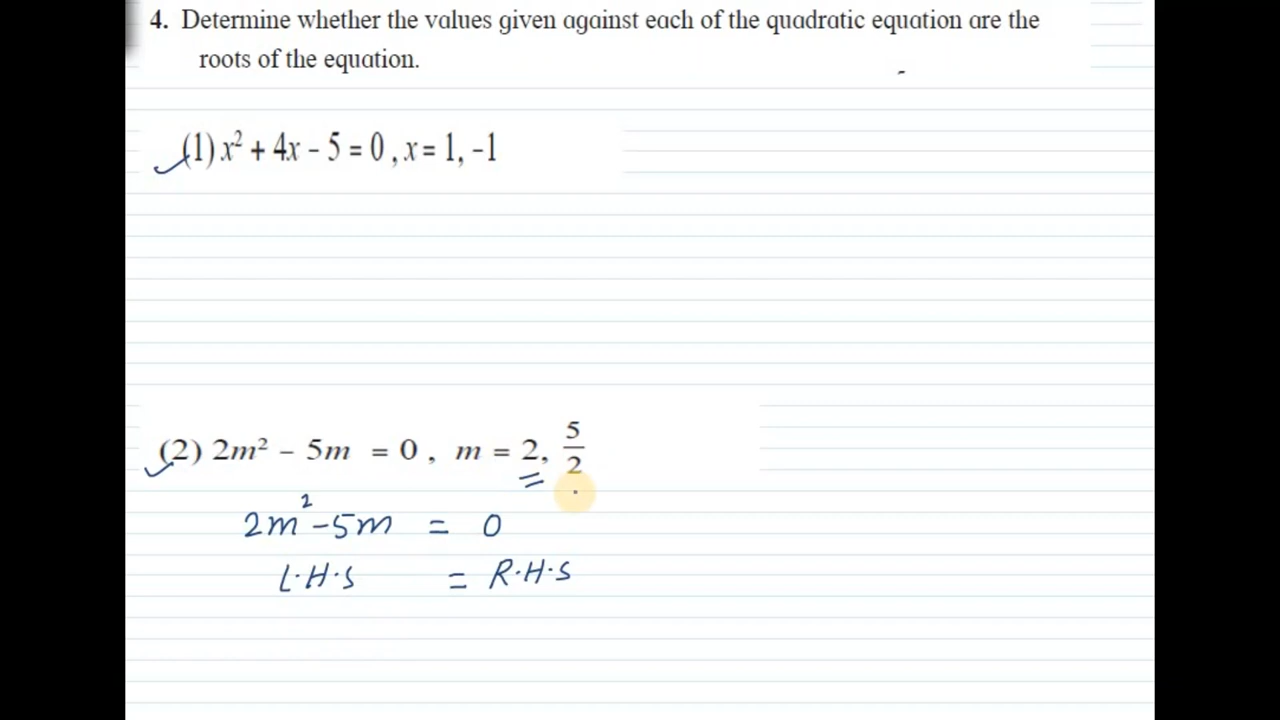 4. Determine whether the values given against each of the quadratic equation are the
roots of the equation.
(1) x² + 4x - 5 = 0 , x = 1, -1
(2) 2m² - 5m = 0 , m = 2, 5/2
2m² - 5m = 0
L.H.S = R.H.S